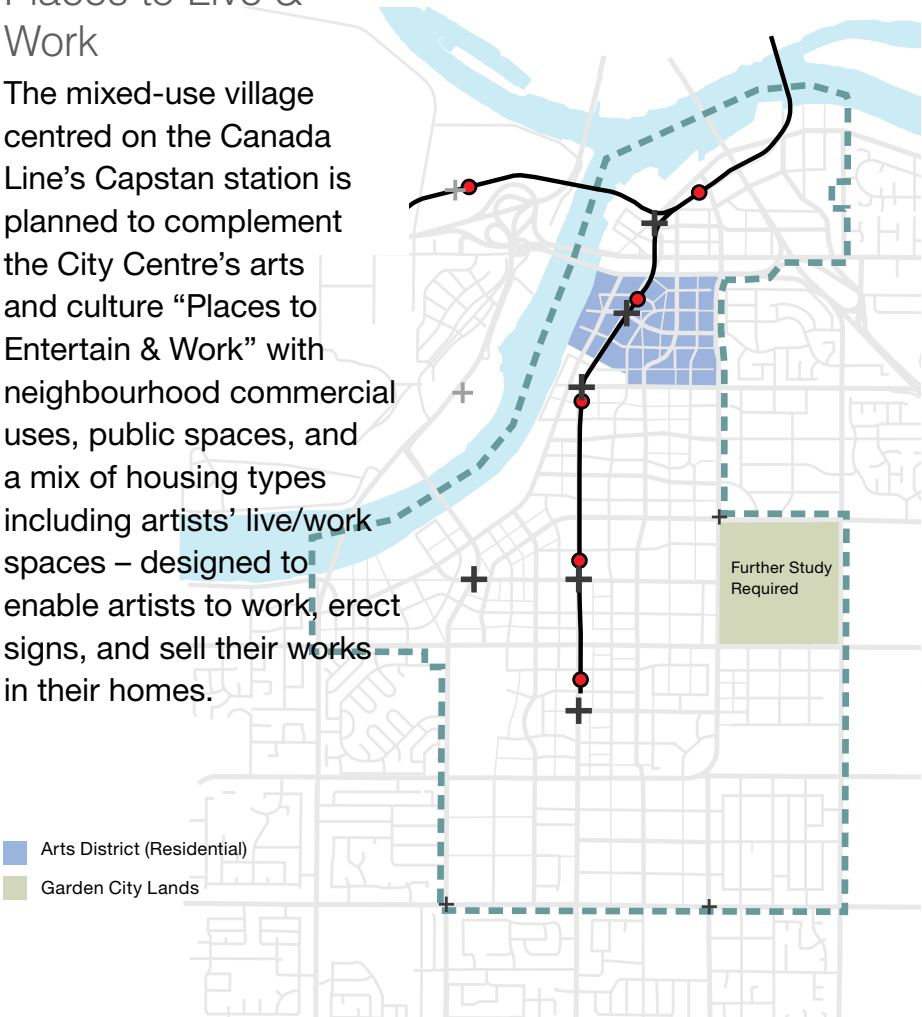 Places to Live &
Work
The mixed-use village
centred on the Canada
Line’s Capstan station is
planned to complement
the City Centre’s arts
and culture “Places to
Entertain & Work” with
neighbourhood commercial
uses, public spaces, and
a mix of housing types
including artists’ live/work
spaces – designed to
enable artists to work, erect
signs, and sell their works
in their homes.
Further Study
Required
Arts District (Residential)
Garden City Lands